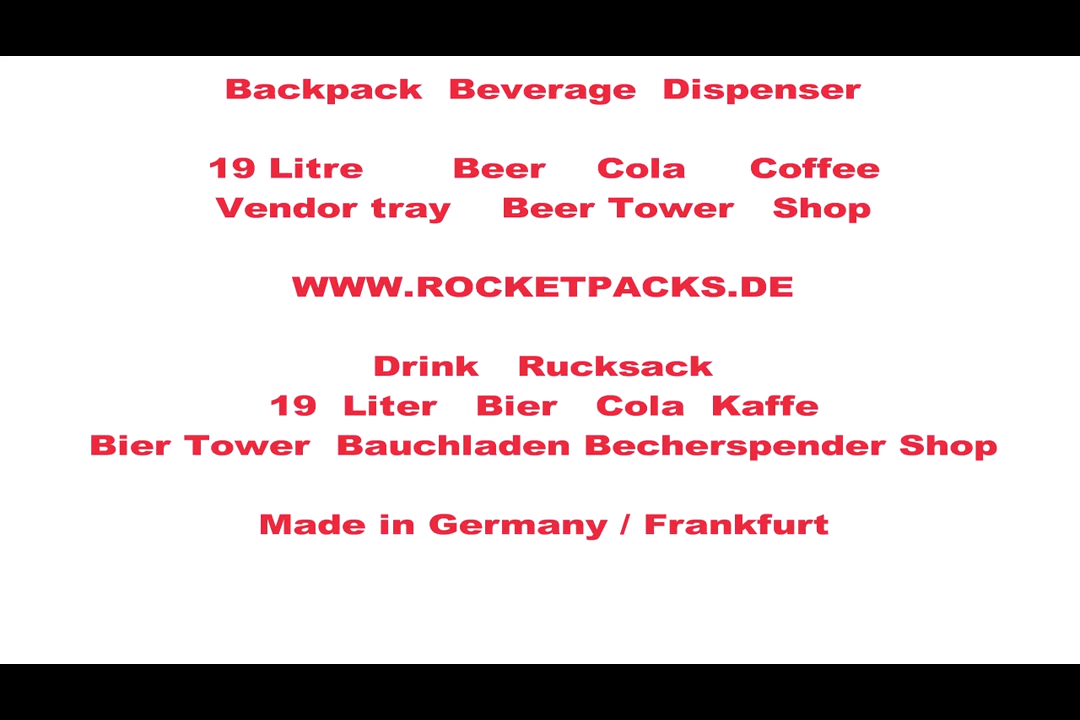 Backpack Beverage Dispenser
19 Litre Beer Cola Coffee
Vendor tray Beer Tower Shop
WWW.ROCKETPACKS.DE
Drink Rucksack
19 Liter Bier Cola Kaffe
Bier Tower Bauchladen Becherspender Shop
Made in Germany / Frankfurt